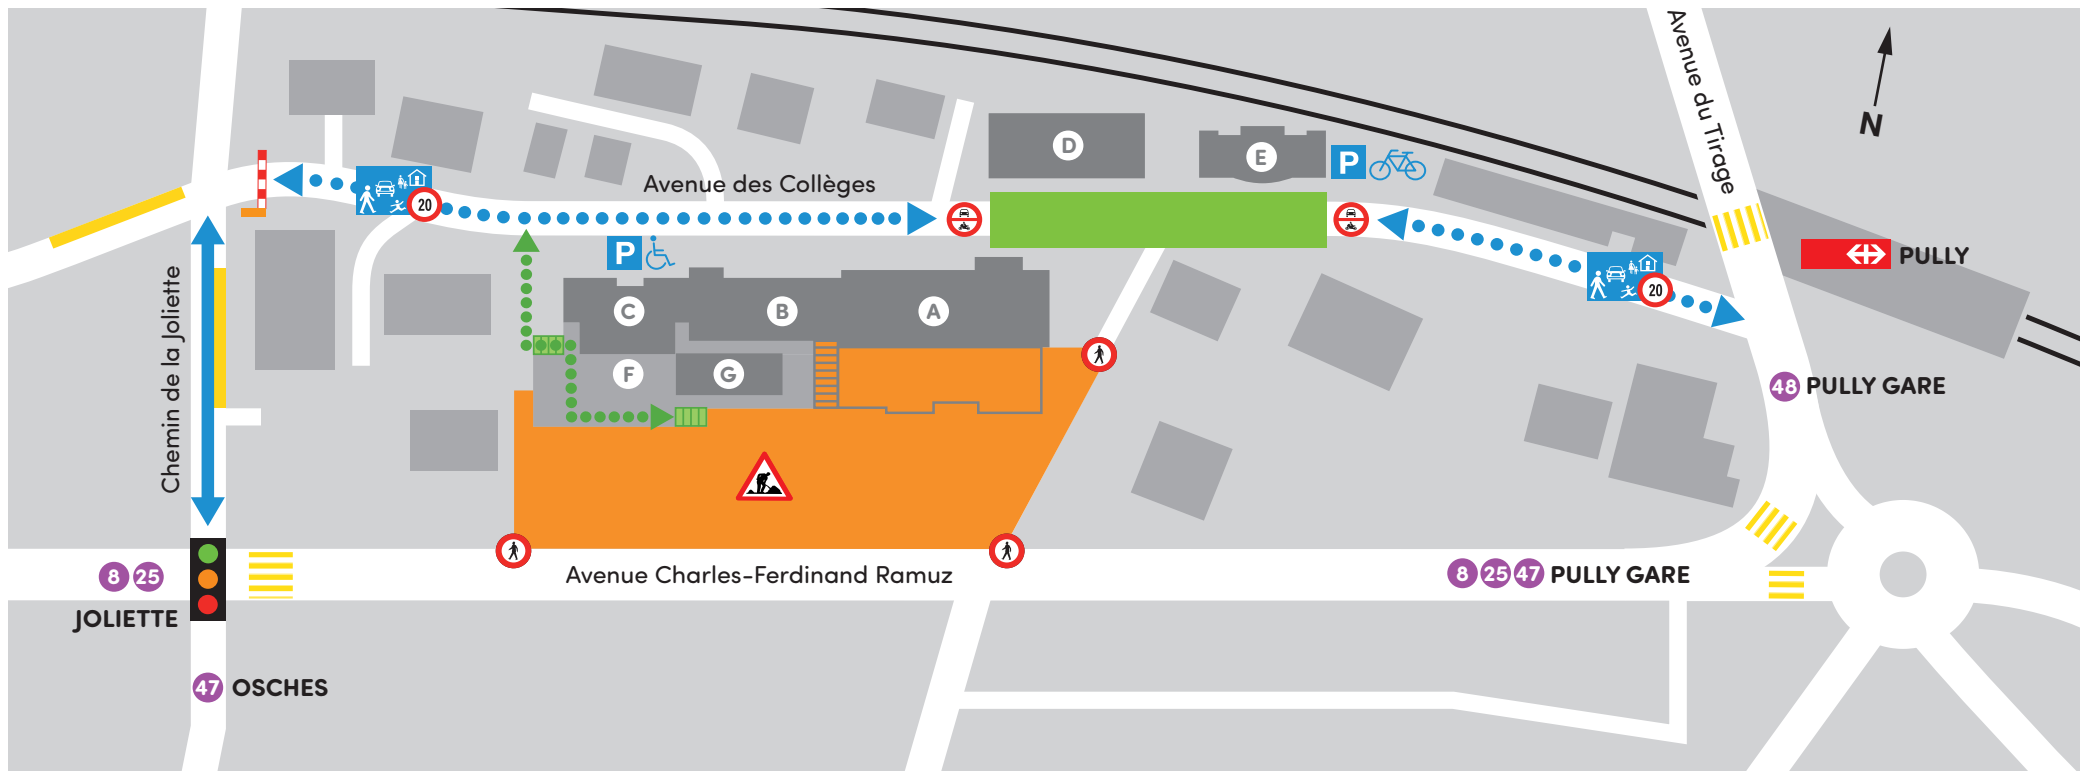 Avenue du Tirage
N
D
E
P
20
Avenue des Collèges
P
PULLY
20
C
B
A
Chemin de la Joliette
F
G
48 PULLY GARE
8 25
JOLIETTE
Avenue Charles-Ferdinand Ramuz
8 25 47 PULLY GARE
47 OSCHES